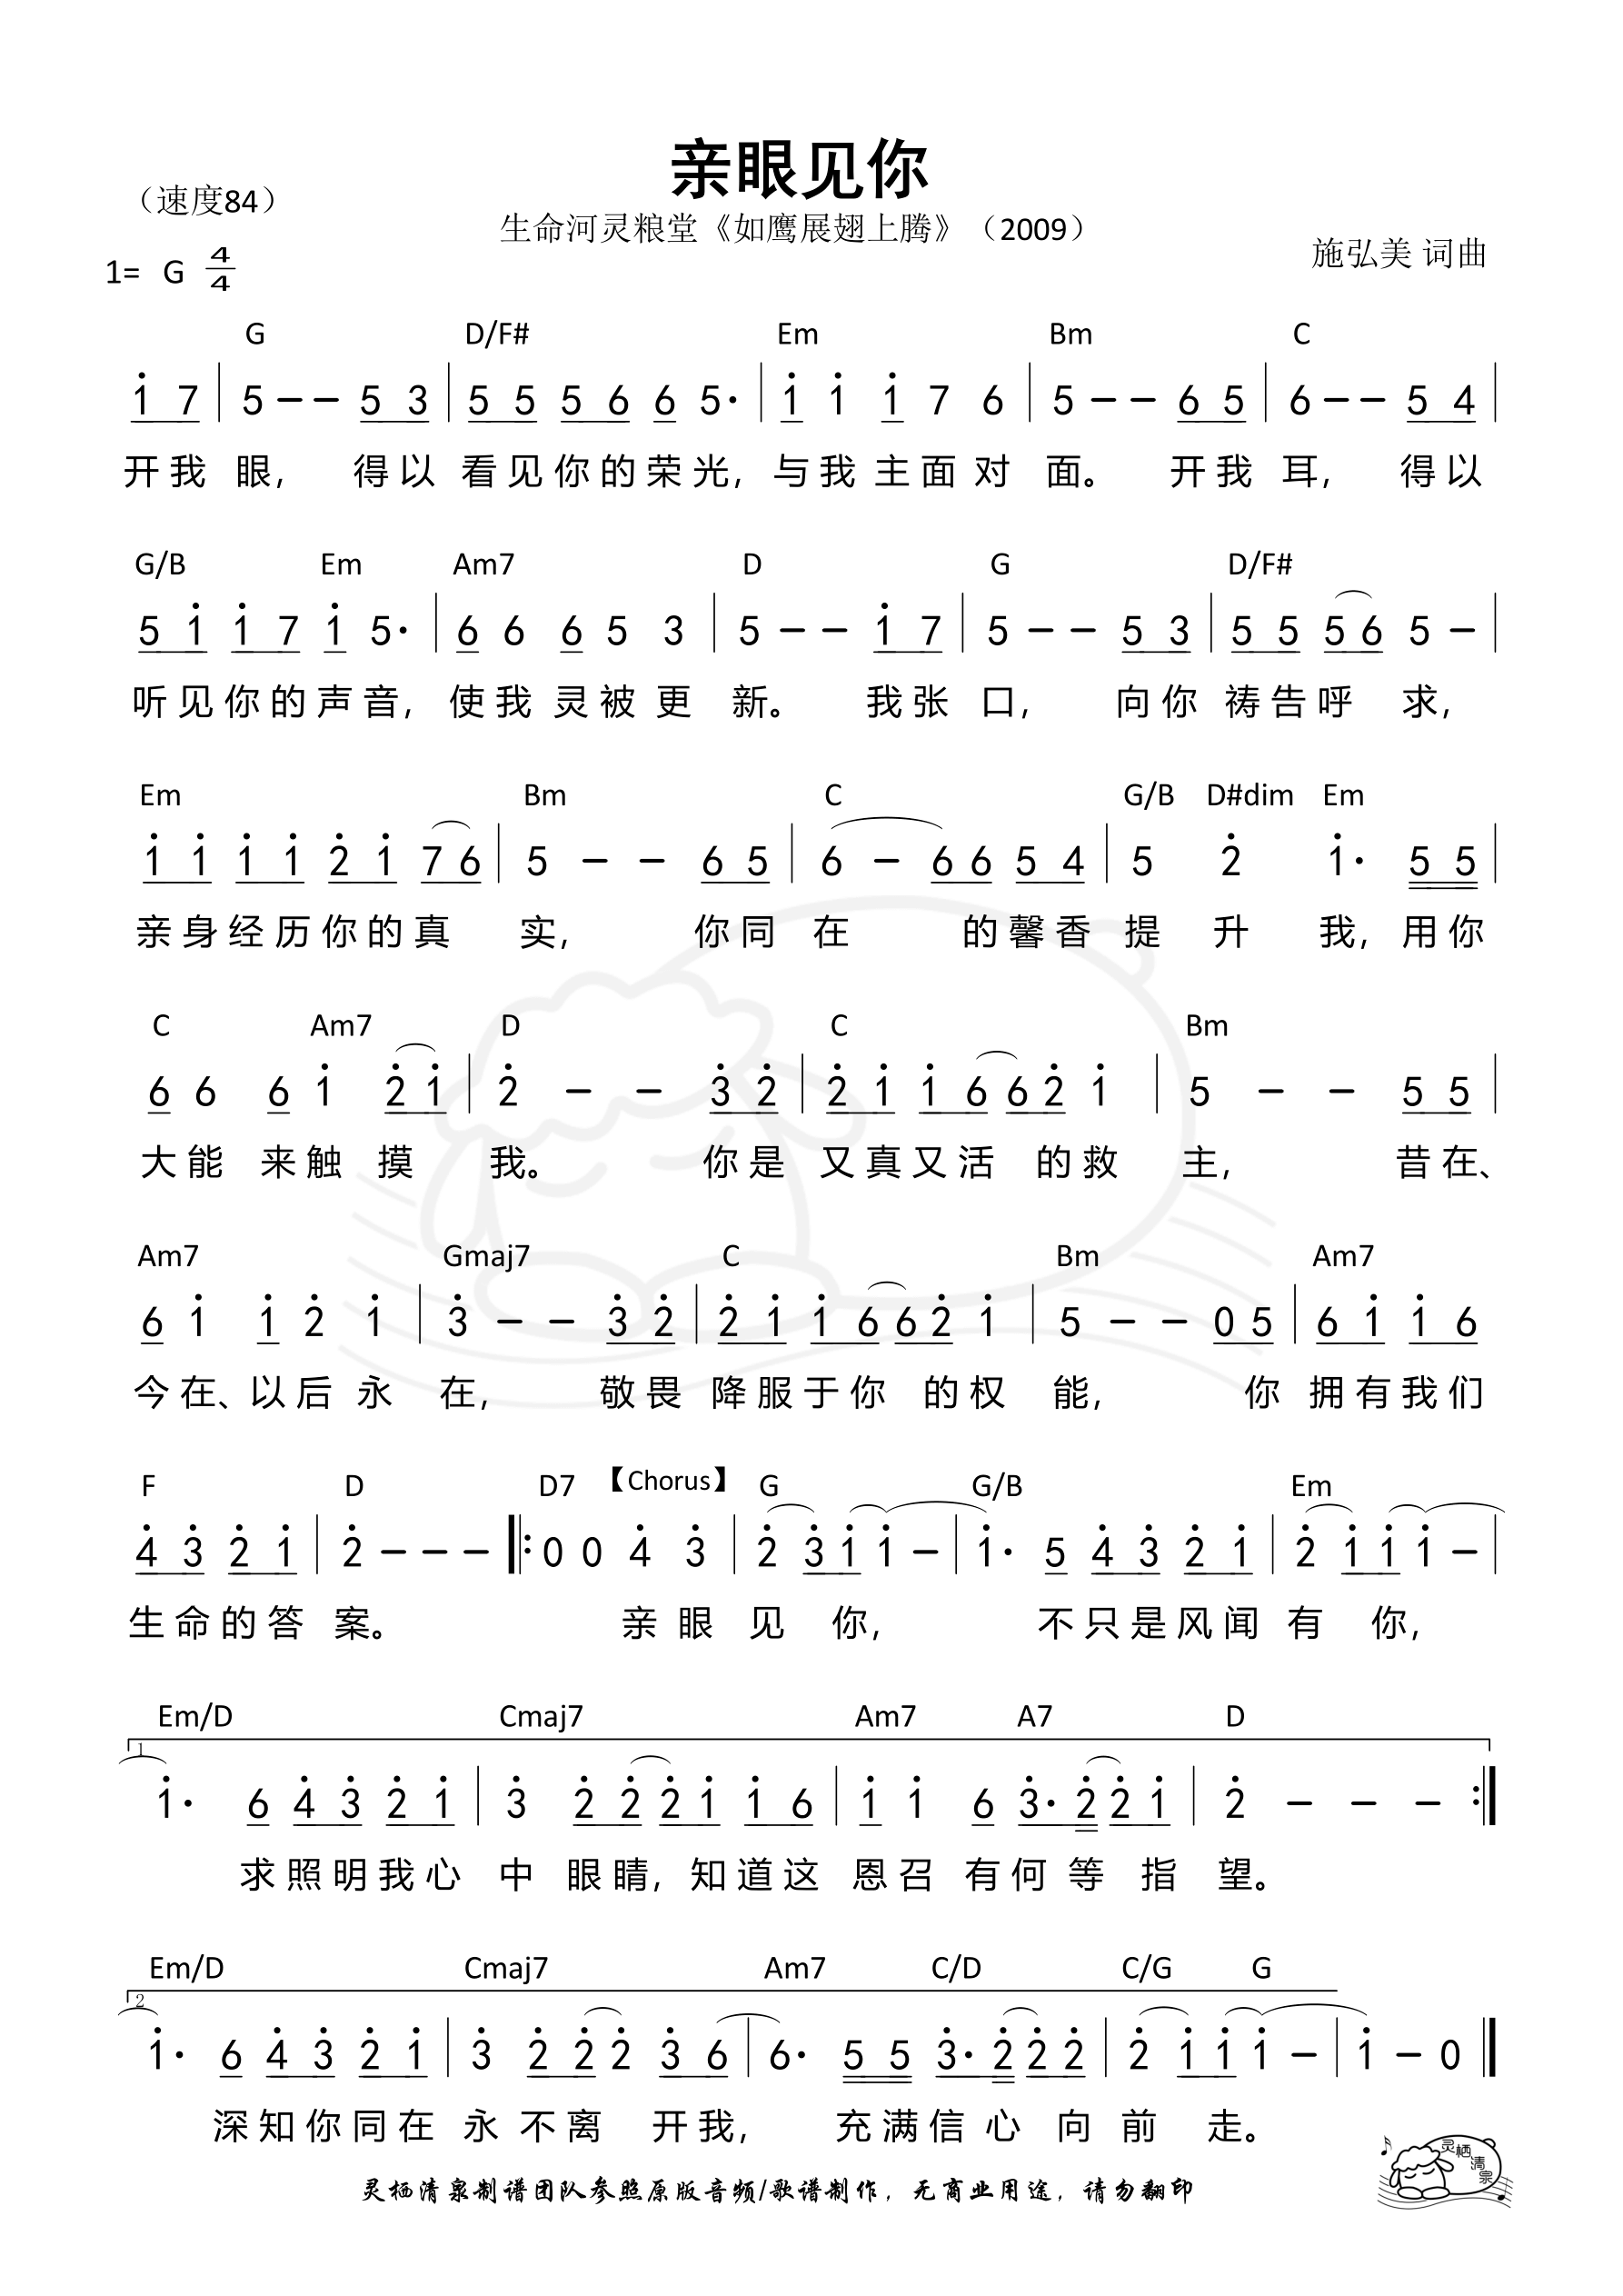 亲眼见你
（速度84）
生命河灵粮堂《如鹰展翅上腾》（2009）
施弘美 词曲
1= G 4/4
G D/F# Em Bm C
1̇ 7 | 5 – – 5 3 | 5 5 5 6 6 5· | 1̇ 1̇ 1̇ 7 6 | 5 – – 6 5 | 6 – – 5 4 |
开我 眼, 得以 看见你的荣光, 与我 主面对 面。 开我 耳, 得以
G/B Em Am7 D G D/F#
5 1̇ 1̇ 7 1̇ 5· | 6 6 6 5 3 | 5 – – 1̇ 7 | 5 – – 5 3 | 5 5 5 6 5 – |
听见你的声音, 使我 灵被更 新。 我张 口, 向你 祷告呼 求,
Em Bm C G/B D#dim Em
1̇ 1̇ 1̇ 1̇ 2̇ 1̇ 7 6 | 5 – – 6 5 | 6 – 6 6 5 4 | 5 2̇ 1̇· 5 5 |
亲身经历你的真 实, 你同 在 的馨香 提 升 我, 用你
C Am7 D C Bm
6 6 6 1̇ 2̇ 1̇ | 2̇ – – 3̇ 2̇ | 2̇ 1̇ 1̇ 6 6 2̇ 1̇ | 5 – – 5 5 |
大能 来触摸 我。 你是 又真又活 的救 主, 昔在、
Am7 Gmaj7 C Bm Am7
6 1̇ 1̇ 2̇ 1̇ | 3̇ – – 3̇ 2̇ | 2̇ 1̇ 1̇ 6 6 2̇ 1̇ | 5 – – 0 5 | 6 1̇ 1̇ 6
今在、以后 永 在, 敬畏 降服于你 的权 能, 你 拥有我们
F D D7 【Chorus】 G G/B Em
4̇ 3̇ 2̇ 1̇ | 2̇ – – – ‖: 0 0 4̇ 3̇ | 2̇ 3̇ 1̇ 1̇ – | 1̇· 5 4̇ 3̇ 2̇ 1̇ | 2̇ 1̇ 1̇ 1̇ – |
生命的答 案。 亲 眼 见 你, 不只是风闻 有 你,
Em/D Cmaj7 Am7 A7 D
1
1̇· 6 4̇ 3̇ 2̇ 1̇ | 3̇ 2̇ 2̇ 2̇ 1̇ 1̇ 6 | 1̇ 1̇ 6 3̇· 2̇ 2̇ 1̇ | 2̇ – – – :‖
求照明我心 中 眼睛, 知道这 恩召 有何等 指 望。
Em/D Cmaj7 Am7 C/D C/G G
2
1̇· 6 4̇ 3̇ 2̇ 1̇ | 3̇ 2̇ 2̇ 2̇ 3̇ 6 | 6· 5 5 3̇· 2̇ 2̇ 2̇ | 2̇ 1̇ 1̇ 1̇ – | 1̇ – 0 ‖
深知你同在 永 不离 开我, 充满信心 向 前 走。
灵栖清泉制谱团队参照原版音频/歌谱制作，无商业用途，请勿翻印
灵栖清泉